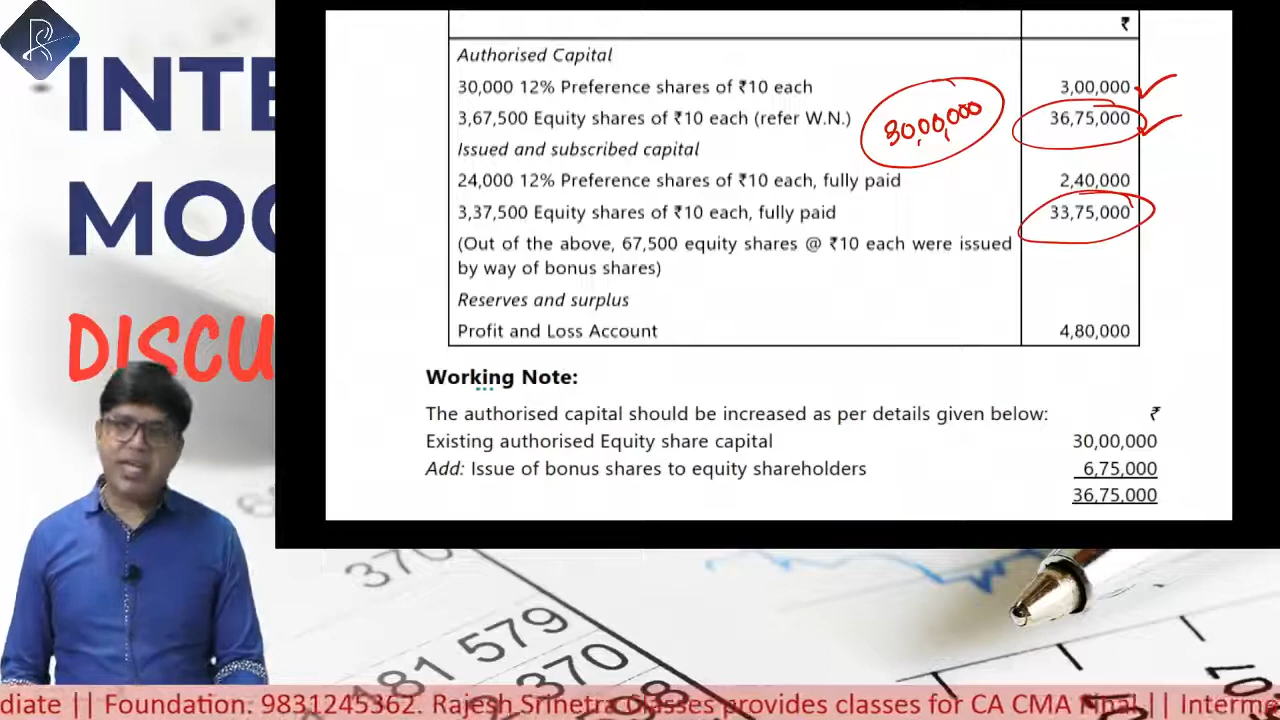 INTE
MOC
DISCU
₹
Authorised Capital
30,000 12% Preference shares of ₹10 each 3,00,000
3,67,500 Equity shares of ₹10 each (refer W.N.) 30,00,000 36,75,000
Issued and subscribed capital
24,000 12% Preference shares of ₹10 each, fully paid 2,40,000
3,37,500 Equity shares of ₹10 each, fully paid 33,75,000
(Out of the above, 67,500 equity shares @ ₹10 each were issued
by way of bonus shares)
Reserves and surplus
Profit and Loss Account 4,80,000
Working Note:
The authorised capital should be increased as per details given below: ₹
Existing authorised Equity share capital 30,00,000
Add: Issue of bonus shares to equity shareholders 6,75,000
36,75,000
370
579
181
370
diate || Foundation. 9831245362. Rajesh Srinetra Classes provides classes for CA CMA Final || Interme